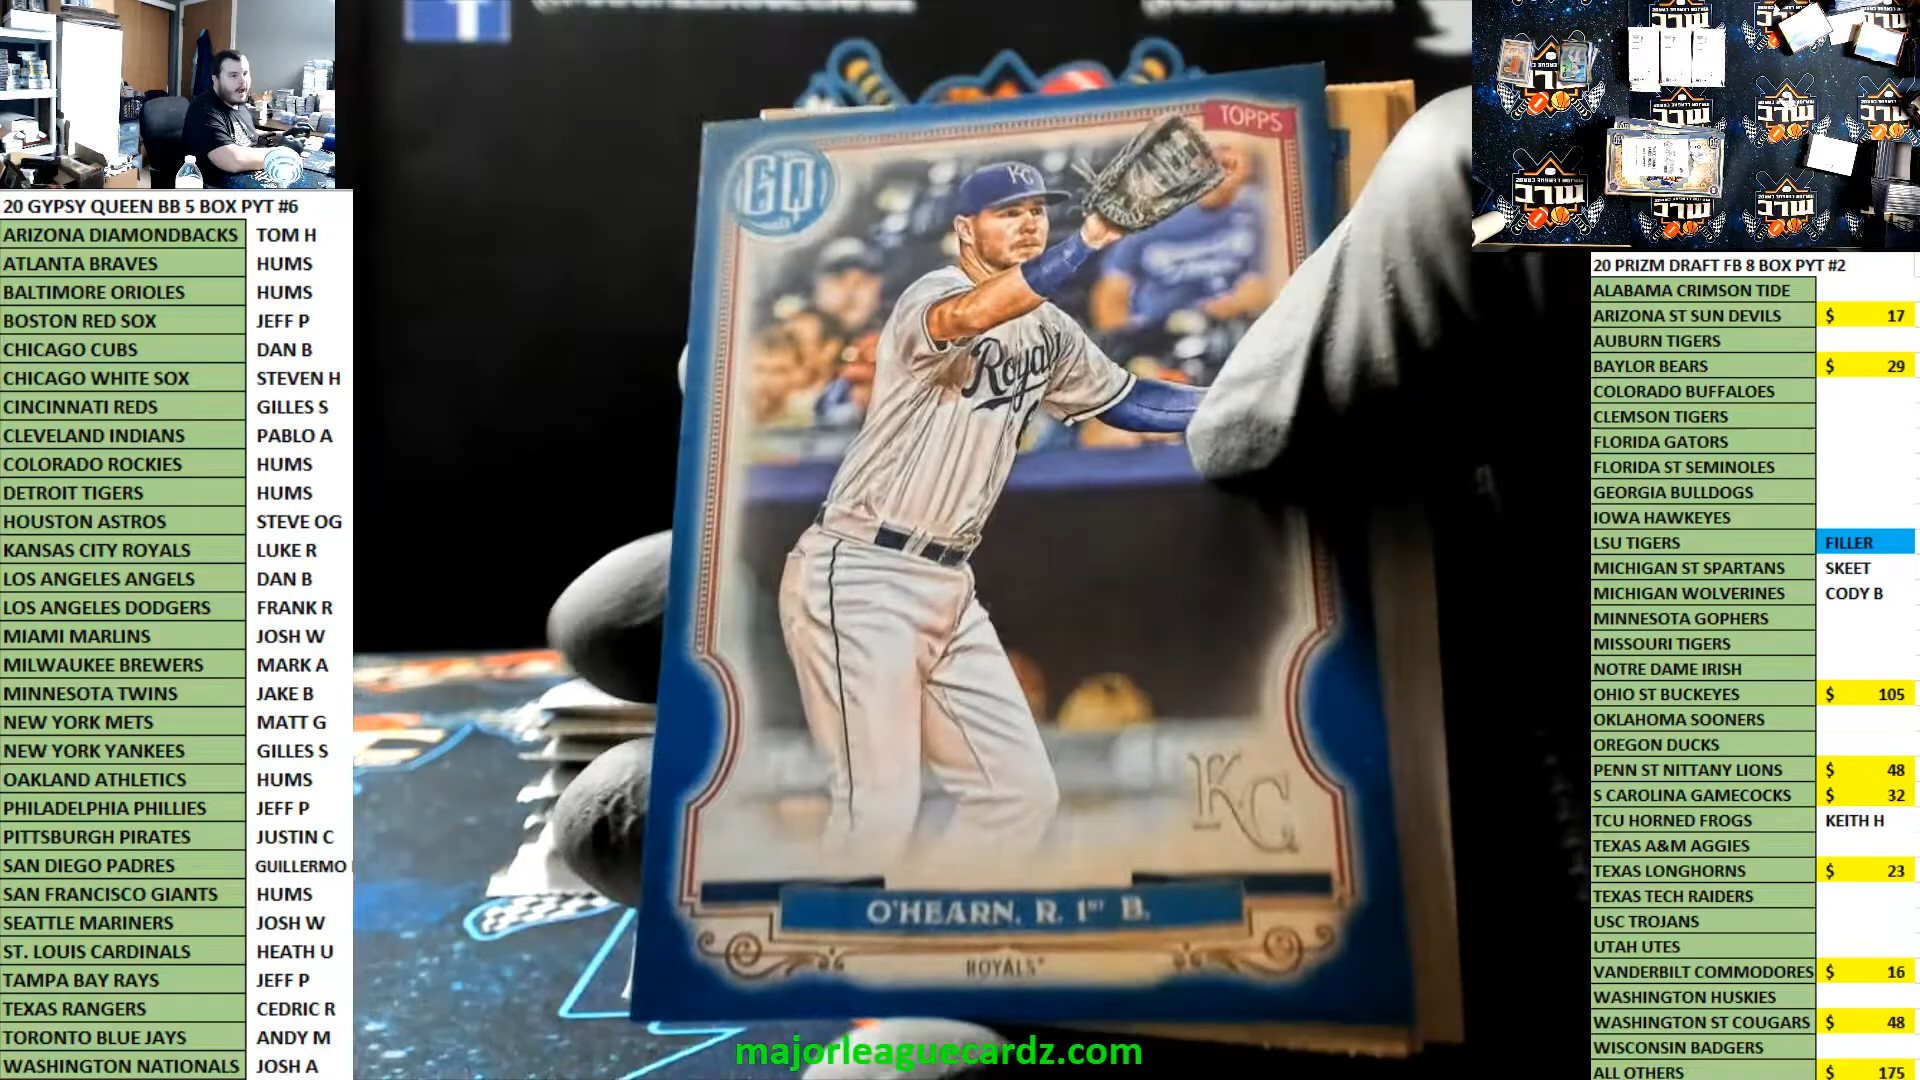 20 GYPSY QUEEN BB 5 BOX PYT #6
ARIZONA DIAMONDBACKS TOM H
ATLANTA BRAVES HUMS
BALTIMORE ORIOLES HUMS
BOSTON RED SOX JEFF P
CHICAGO CUBS DAN B
CHICAGO WHITE SOX STEVEN H
CINCINNATI REDS GILLES S
CLEVELAND INDIANS PABLO A
COLORADO ROCKIES HUMS
DETROIT TIGERS HUMS
HOUSTON ASTROS STEVE OG
KANSAS CITY ROYALS LUKE R
LOS ANGELES ANGELS DAN B
LOS ANGELES DODGERS FRANK R
MIAMI MARLINS JOSH W
MILWAUKEE BREWERS MARK A
MINNESOTA TWINS JAKE B
NEW YORK METS MATT G
NEW YORK YANKEES GILLES S
OAKLAND ATHLETICS HUMS
PHILADELPHIA PHILLIES JEFF P
PITTSBURGH PIRATES JUSTIN C
SAN DIEGO PADRES GUILLERMO
SAN FRANCISCO GIANTS HUMS
SEATTLE MARINERS JOSH W
ST. LOUIS CARDINALS HEATH U
TAMPA BAY RAYS JEFF P
TEXAS RANGERS CEDRIC R
TORONTO BLUE JAYS ANDY M
WASHINGTON NATIONALS JOSH A
TOPPS
GQ
KC
Royals
KC
O'HEARN, R. 1ST B.
ROYALS
majorleaguecardz.com
20 PRIZM DRAFT FB 8 BOX PYT #2
ALABAMA CRIMSON TIDE
ARIZONA ST SUN DEVILS $ 17
AUBURN TIGERS
BAYLOR BEARS $ 29
COLORADO BUFFALOES
CLEMSON TIGERS
FLORIDA GATORS
FLORIDA ST SEMINOLES
GEORGIA BULLDOGS
IOWA HAWKEYES
LSU TIGERS FILLER
MICHIGAN ST SPARTANS SKEET
MICHIGAN WOLVERINES CODY B
MINNESOTA GOPHERS
MISSOURI TIGERS
NOTRE DAME IRISH
OHIO ST BUCKEYES $ 105
OKLAHOMA SOONERS
OREGON DUCKS
PENN ST NITTANY LIONS $ 48
S CAROLINA GAMECOCKS $ 32
TCU HORNED FROGS KEITH H
TEXAS A&M AGGIES
TEXAS LONGHORNS $ 23
TEXAS TECH RAIDERS
USC TROJANS
UTAH UTES
VANDERBILT COMMODORES $ 16
WASHINGTON HUSKIES
WASHINGTON ST COUGARS $ 48
WISCONSIN BADGERS
ALL OTHERS $ 175